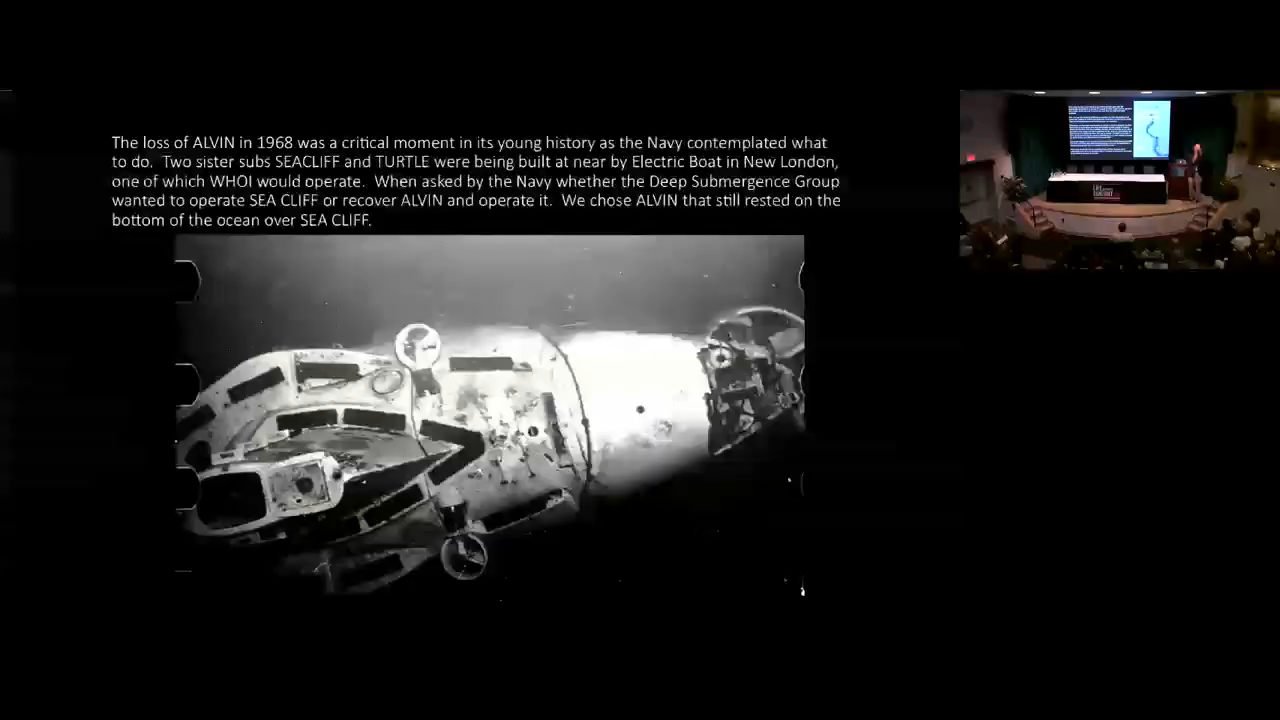 The loss of ALVIN in 1968 was a critical moment in its young history as the Navy contemplated what
to do.  Two sister subs SEACLIFF and TURTLE were being built at near by Electric Boat in New London,
one of which WHOI would operate.  When asked by the Navy whether the Deep Submergence Group
wanted to operate SEA CLIFF or recover ALVIN and operate it.  We chose ALVIN that still rested on the
bottom of the ocean over SEA CLIFF.